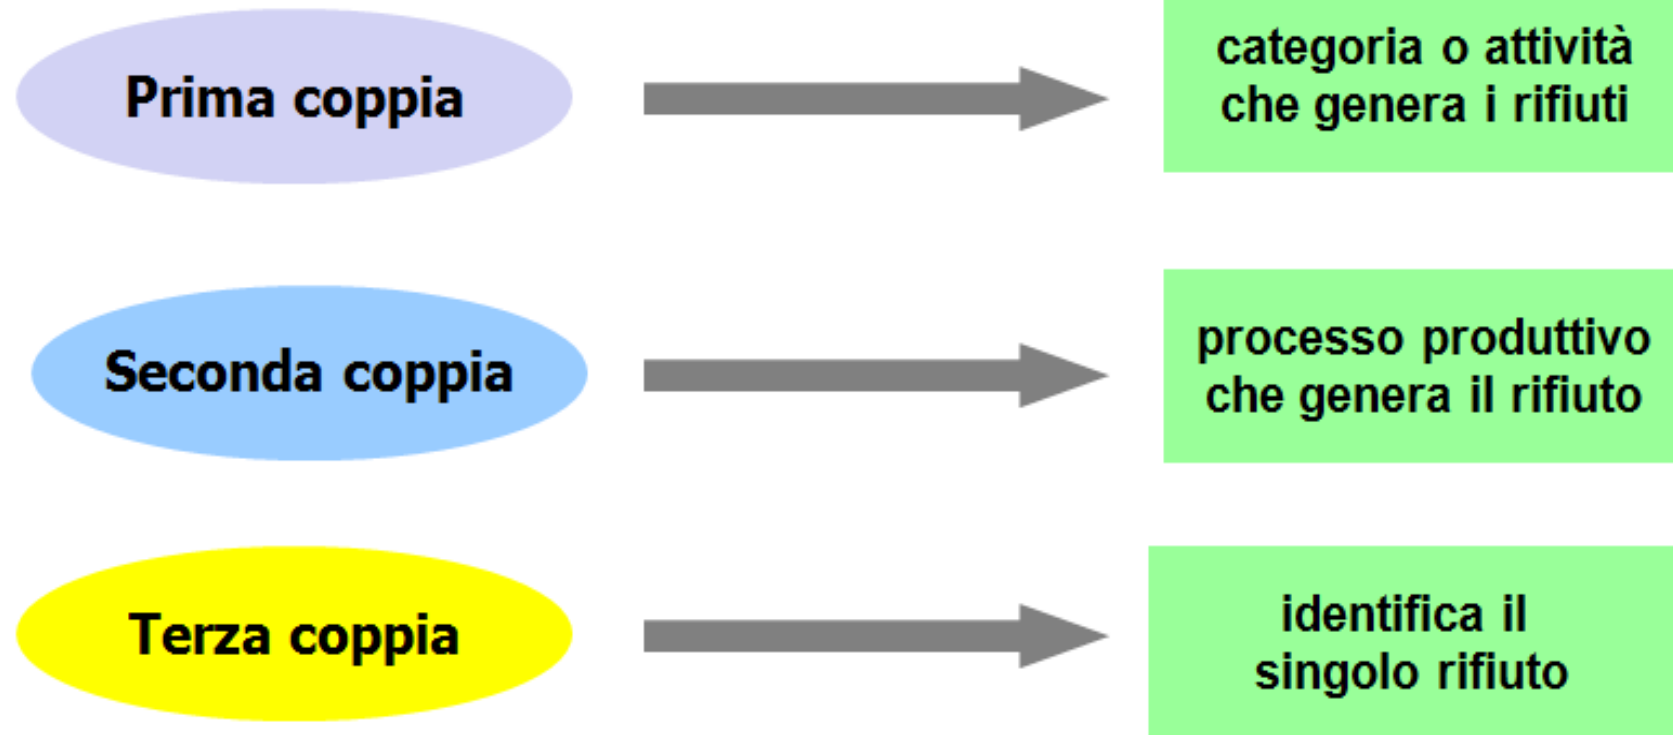 Prima coppia
categoria o attività
che genera i rifiuti
Seconda coppia
processo produttivo
che genera il rifiuto
Terza coppia
identifica il
singolo rifiuto